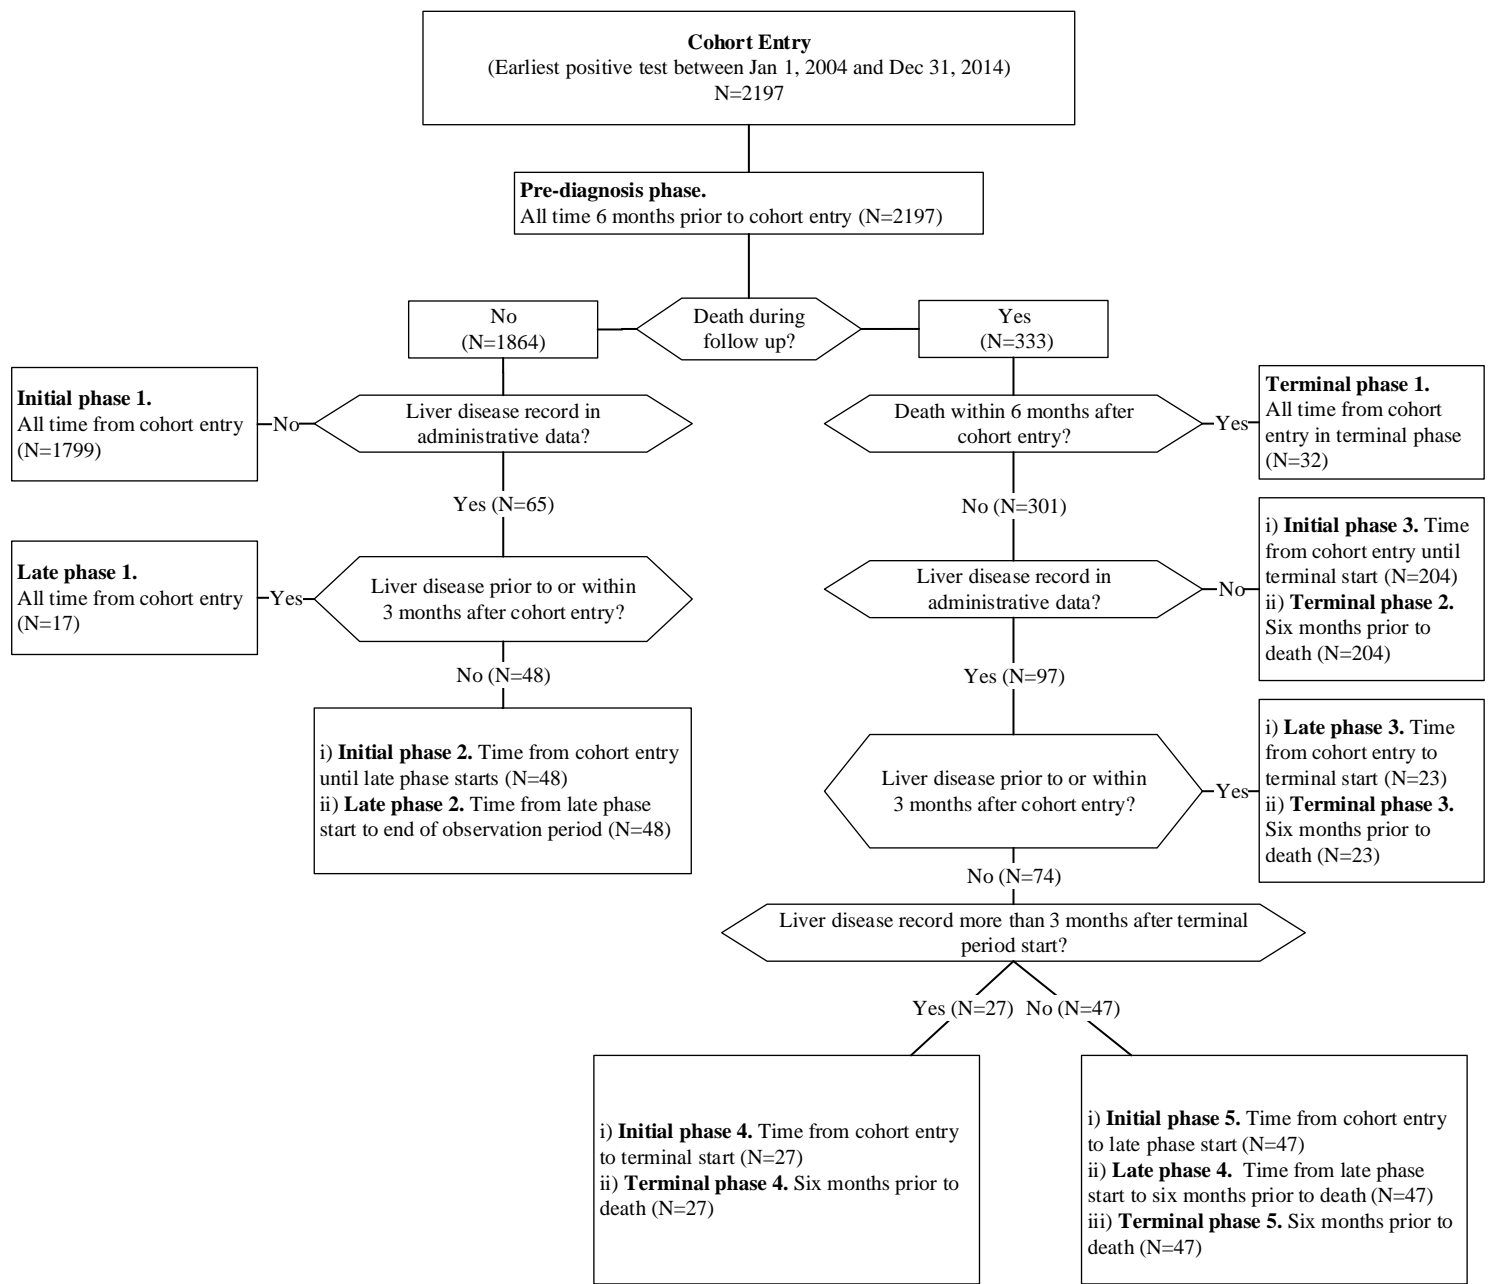 Cohort Entry
(Earliest positive test between Jan 1, 2004 and Dec 31, 2014)
N=2197
Pre-diagnosis phase.
All time 6 months prior to cohort entry (N=2197)
Death during
follow up?
No
(N=1864)
Yes
(N=333)
Initial phase 1.
All time from cohort entry
(N=1799)
No
Liver disease record in
administrative data?
Death within 6 months after
cohort entry?
Yes
Terminal phase 1.
All time from cohort
entry in terminal phase
(N=32)
Yes (N=65)
No (N=301)
Late phase 1.
All time from cohort entry
(N=17)
Yes
Liver disease prior to or within
3 months after cohort entry?
Liver disease record in
administrative data?
No
i) Initial phase 3. Time
from cohort entry until
terminal start (N=204)
ii) Terminal phase 2.
Six months prior to
death (N=204)
No (N=48)
Yes (N=97)
i) Initial phase 2. Time from cohort entry
until late phase starts (N=48)
ii) Late phase 2. Time from late phase
start to end of observation period (N=48)
Liver disease prior to or within
3 months after cohort entry?
Yes
i) Late phase 3. Time
from cohort entry to
terminal start (N=23)
ii) Terminal phase 3.
Six months prior to
death (N=23)
No (N=74)
Liver disease record more than 3 months after terminal
period start?
Yes (N=27)
No (N=47)
i) Initial phase 4. Time from cohort entry
to terminal start (N=27)
ii) Terminal phase 4. Six months prior to
death (N=27)
i) Initial phase 5. Time from cohort entry
to late phase start (N=47)
ii) Late phase 4. Time from late phase
start to six months prior to death (N=47)
iii) Terminal phase 5. Six months prior to
death (N=47)